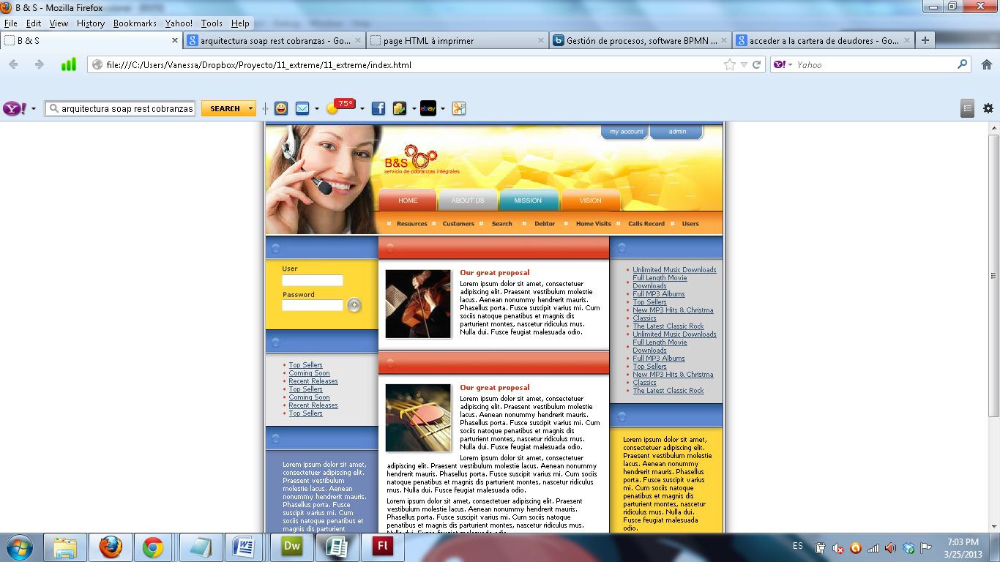 B & S - Mozilla Firefox
File Edit View History Bookmarks Yahoo! Tools Help
B & S
arquitectura soap rest cobranzas - Go...
page HTML à imprimer
Gestión de procesos, software BPMN ...
acceder a la cartera de deudores - Go...
file:///C:/Users/Vanessa/Dropbox/Proyecto/11_extreme/11_extreme/index.html
Yahoo
arquitectura soap rest cobranzas
SEARCH
75°
ebay
my account
admin
B&S
servicio de cobranzas integrales
HOME
ABOUT US
MISSION
VISION
Resources Customers Search Debtor Home Visits Calls Record Users
User
Password
Top Sellers
Coming Soon
Recent Releases
Top Sellers
Coming Soon
Recent Releases
Top Sellers
Lorem ipsum dolor sit amet,
consectetuer adipiscing elit.
Praesent vestibulum
molestie lacus. Aenean
nonummy hendrerit mauris.
Phasellus porta. Fusce
suscipit varius mi. Cum
sociis natoque penatibus et
magnis dis parturient
Our great proposal
Lorem ipsum dolor sit amet, consectetuer
adipiscing elit. Praesent vestibulum molestie
lacus. Aenean nonummy hendrerit mauris.
Phasellus porta. Fusce suscipit varius mi. Cum
sociis natoque penatibus et magnis dis
parturient montes, nascetur ridiculus mus.
Nulla dui. Fusce feugiat malesuada odio.
Our great proposal
Lorem ipsum dolor sit amet, consectetuer
adipiscing elit. Praesent vestibulum molestie
lacus. Aenean nonummy hendrerit mauris.
Phasellus porta. Fusce suscipit varius mi. Cum
sociis natoque penatibus et magnis dis
parturient montes, nascetur ridiculus mus.
Nulla dui. Fusce feugiat malesuada odio.
Lorem ipsum dolor sit amet, consectetuer
adipiscing elit. Praesent vestibulum molestie lacus. Aenean nonummy
hendrerit mauris. Phasellus porta. Fusce suscipit varius mi. Cum sociis
natoque penatibus et magnis dis parturient montes, nascetur ridiculus
mus. Nulla dui. Fusce feugiat malesuada odio.
Lorem ipsum dolor sit amet, consectetuer adipiscing elit. Praesent
vestibulum molestie lacus. Aenean nonummy hendrerit mauris.
Phasellus porta. Fusce suscipit varius mi. Cum sociis natoque
penatibus et magnis dis parturient montes, nascetur ridiculus mus.
Nulla dui. Fusce feugiat malesuada odio.
Unlimited Music Downloads
Full Length Movie
Downloads
Full MP3 Albums
Top Sellers
New MP3 Hits & Christma
Classics
The Latest Classic Rock
Unlimited Music Downloads
Full Length Movie
Downloads
Full MP3 Albums
Top Sellers
New MP3 Hits & Christma
Classics
The Latest Classic Rock
Lorem ipsum dolor sit amet,
consectetuer adipiscing elit.
Praesent vestibulum molestie
lacus. Aenean nonummy
hendrerit mauris. Phasellus
porta. Fusce suscipit varius
mi. Cum sociis natoque
penatibus et magnis dis
parturient montes, nascetur
ridiculus mus. Nulla dui.
Fusce feugiat malesuada
odio.
Dw
Fl
ES
7:03 PM
3/25/2013